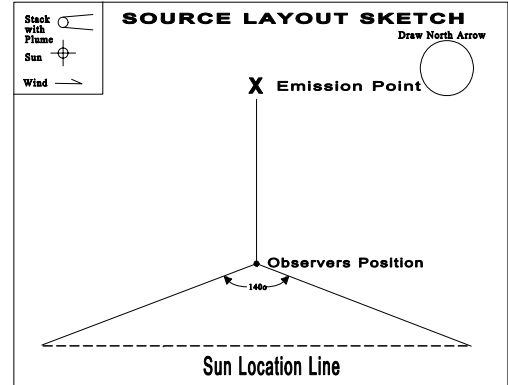 SOURCE LAYOUT SKETCH
Stack
with
Plume
Sun
Wind
Draw North Arrow
X Emission Point
Observers Position
140o
Sun Location Line